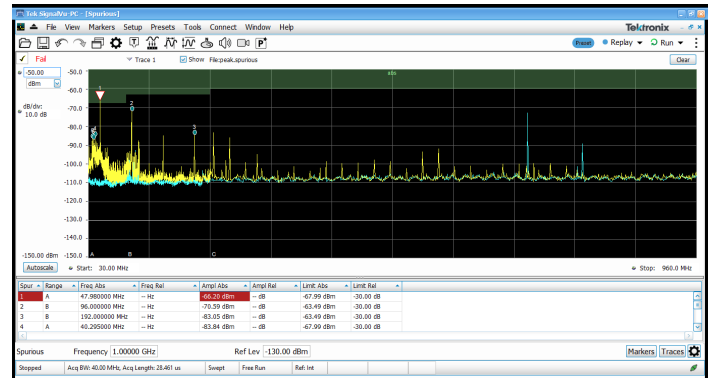 Tek SignalVu-PC - [Spurious]
File View Markers Setup Presets Tools Connect Window Help
Tektronix
Preset Replay Run
Fail Trace 1 Show File:peak.spurious Clear
-50.00
dBm
dB/div:
10.0 dB
-50.0
-60.0
-70.0
-80.0
-90.0
-100.0
-110.0
-120.0
-130.0
-140.0
-150.00 dBm -150.0
abs
1
2
3
A B C
Autoscale Start: 30.00 MHz Stop: 960.0 MHz
Spur Range Freq Abs Freq Rel Ampl Abs Ampl Rel Limit Abs Limit Rel
1 A 47.980000 MHz -- Hz -66.20 dBm -- dB -67.99 dBm -30.00 dB
2 B 96.000000 MHz -- Hz -70.59 dBm -- dB -63.49 dBm -30.00 dB
3 B 192.000000 MHz -- Hz -83.05 dBm -- dB -63.49 dBm -30.00 dB
4 A 40.295000 MHz -- Hz -83.84 dBm -- dB -67.99 dBm -30.00 dB
Spurious Frequency 1.00000 GHz Ref Lev -130.00 dBm Markers Traces
Stopped Acq BW: 40.00 MHz, Acq Length: 28.461 us Swept Free Run Ref: Int